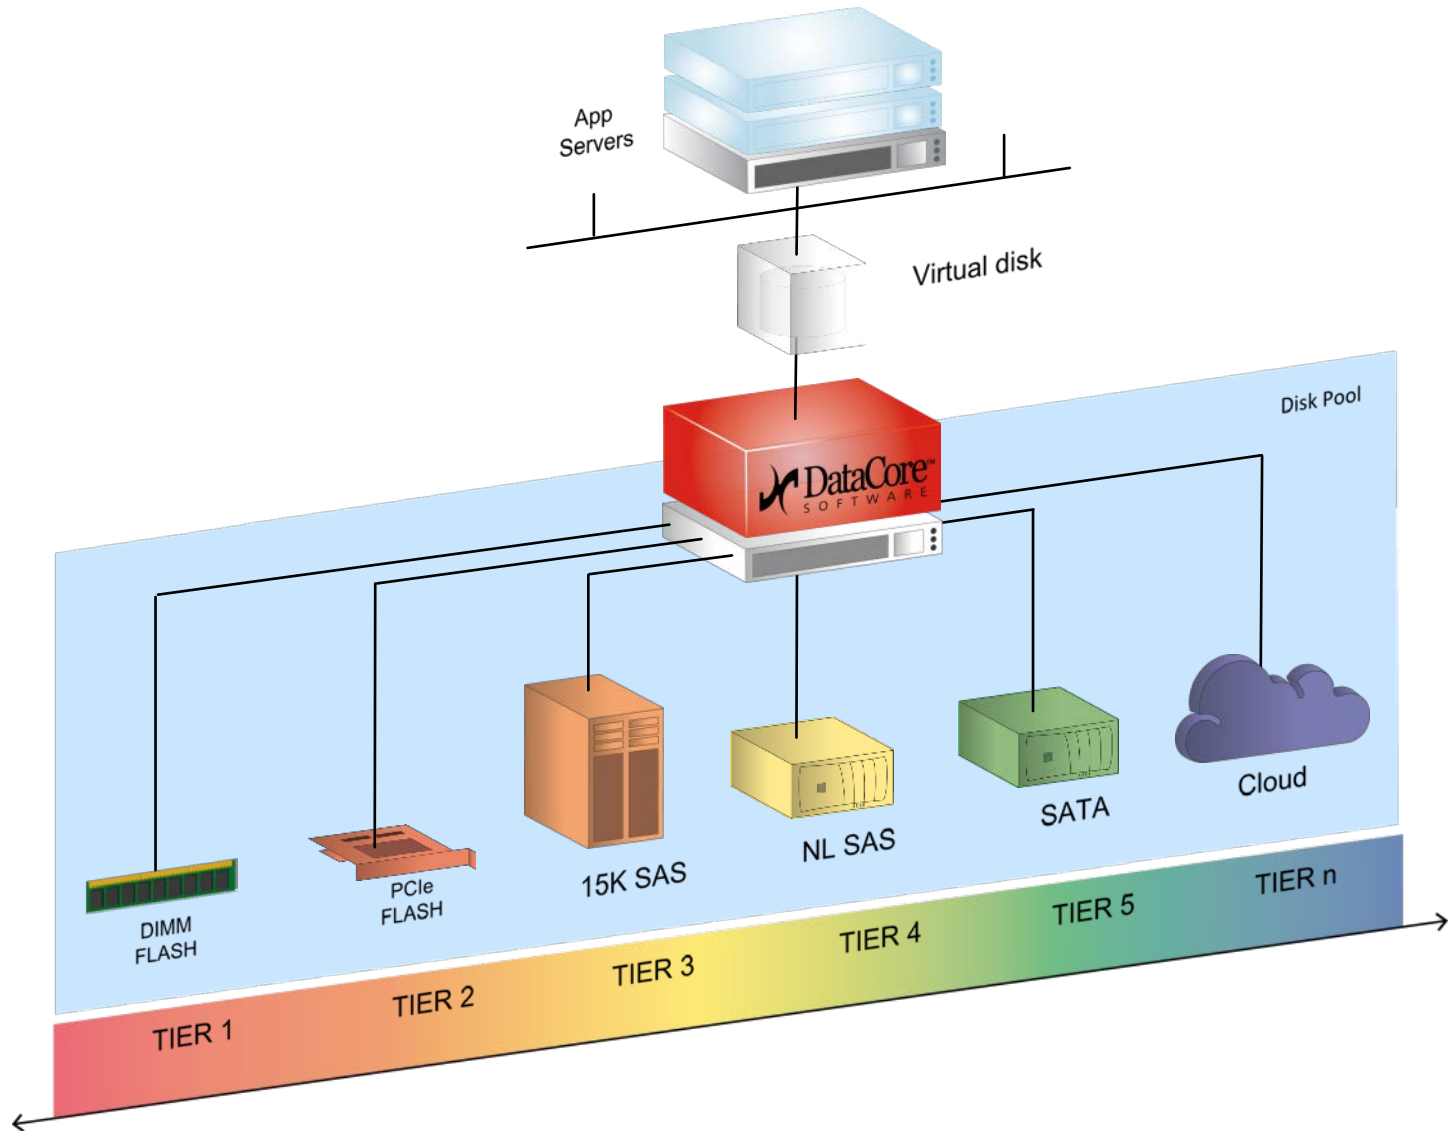 App
Servers
Virtual disk
Disk Pool
DataCore™
SOFTWARE
DIMM
FLASH
PCIe
FLASH
15K SAS
NL SAS
SATA
Cloud
TIER 1
TIER 2
TIER 3
TIER 4
TIER 5
TIER n